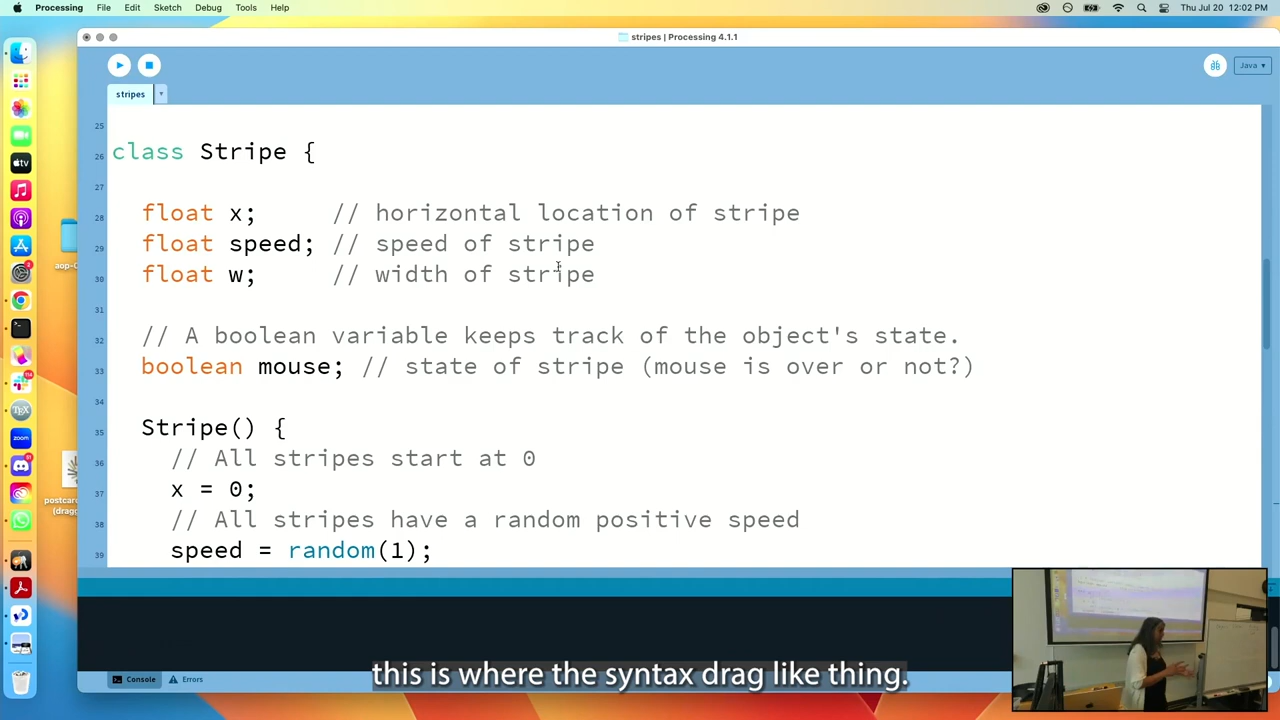 Processing File Edit Sketch Debug Tools Help Thu Jul 20 12:02 PM
stripes | Processing 4.1.1
Java
stripes
25
26 class Stripe {
27
28 float x; // horizontal location of stripe
29 float speed; // speed of stripe
30 float w; // width of stripe
31
32 // A boolean variable keeps track of the object's state.
33 boolean mouse; // state of stripe (mouse is over or not?)
34
35 Stripe() {
36 // All stripes start at 0
37 x = 0;
38 // All stripes have a random positive speed
39 speed = random(1);
tv
TEX
zoom
postcar
(drag
this is where the syntax drag like thing.
Console Errors